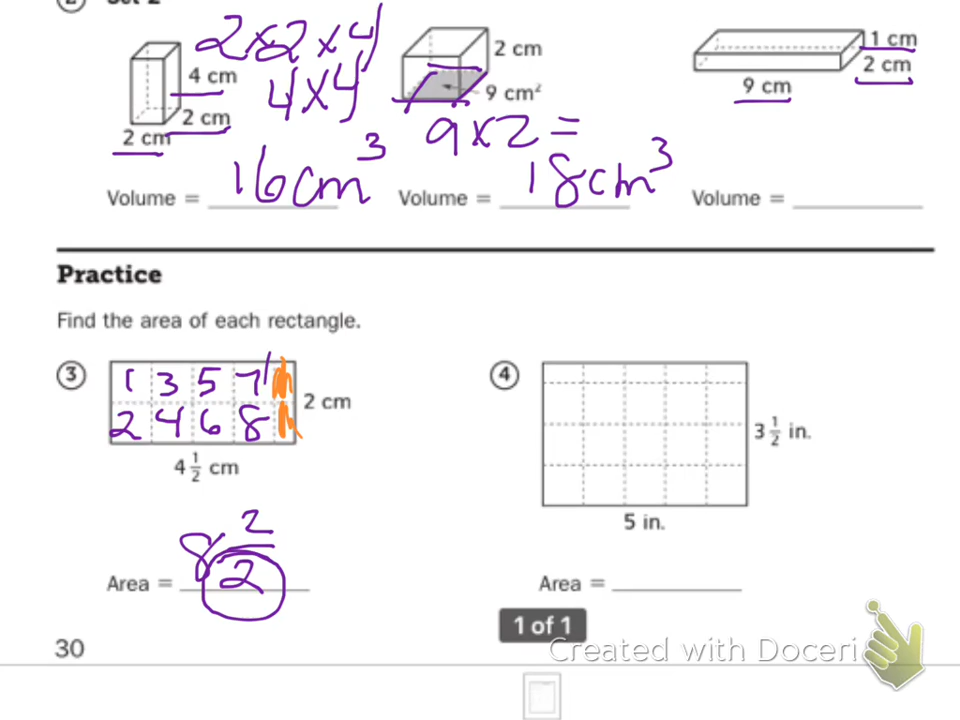 2 × 2 × 4
4 × 4
4 cm
2 cm
2 cm
2 cm
9 cm²
9 × 2 =
1 cm
2 cm
9 cm
Volume = 16 cm³
Volume = 18 cm³
Volume =
Practice
Find the area of each rectangle.
3
1 3 5 7
2 4 6 8
2 cm
4 1/2 cm
Area = 8 2/2
4
3 1/2 in.
5 in.
Area =
1 of 1
Created with Doceri
30